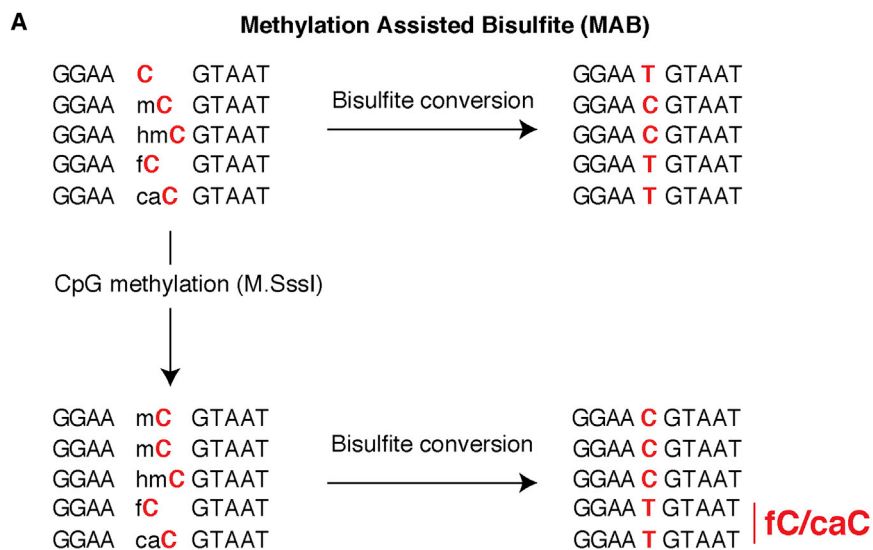 A Methylation Assisted Bisulfite (MAB)
GGAA C GTAAT GGAA T GTAAT
GGAA mC GTAAT Bisulfite conversion GGAA C GTAAT
GGAA hmC GTAAT GGAA C GTAAT
GGAA fC GTAAT GGAA T GTAAT
GGAA caC GTAAT GGAA T GTAAT
CpG methylation (M.SssI)
GGAA mC GTAAT GGAA C GTAAT
GGAA mC GTAAT Bisulfite conversion GGAA C GTAAT
GGAA hmC GTAAT GGAA C GTAAT
GGAA fC GTAAT GGAA T GTAAT fC/caC
GGAA caC GTAAT GGAA T GTAAT